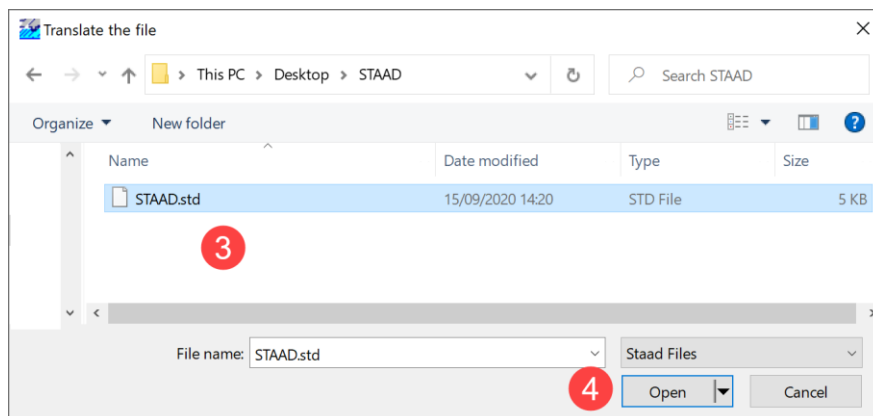 Translate the file
This PC > Desktop > STAAD
Search STAAD
Organize
New folder
Name
Date modified
Type
Size
STAAD.std
15/09/2020 14:20
STD File
5 KB
3
File name:
STAAD.std
Staad Files
4
Open
Cancel